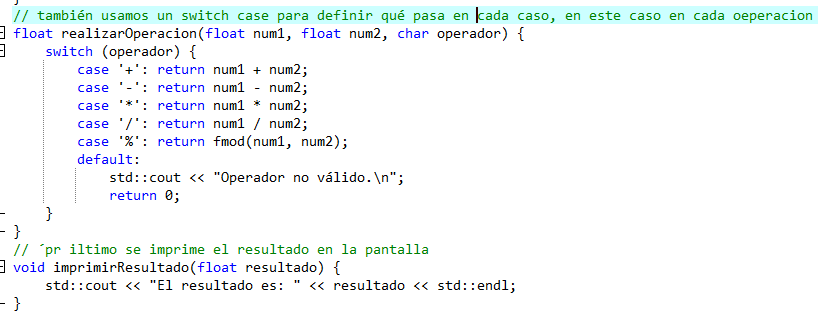 // también usamos un switch case para definir qué pasa en cada caso, en este caso en cada oeperacion
float realizarOperacion(float num1, float num2, char operador) {
    switch (operador) {
        case '+': return num1 + num2;
        case '-': return num1 - num2;
        case '*': return num1 * num2;
        case '/': return num1 / num2;
        case '%': return fmod(num1, num2);
        default:
            std::cout << "Operador no válido.\n";
            return 0;
    }
}
// ´pr iltimo se imprime el resultado en la pantalla
void imprimirResultado(float resultado) {
    std::cout << "El resultado es: " << resultado << std::endl;
}